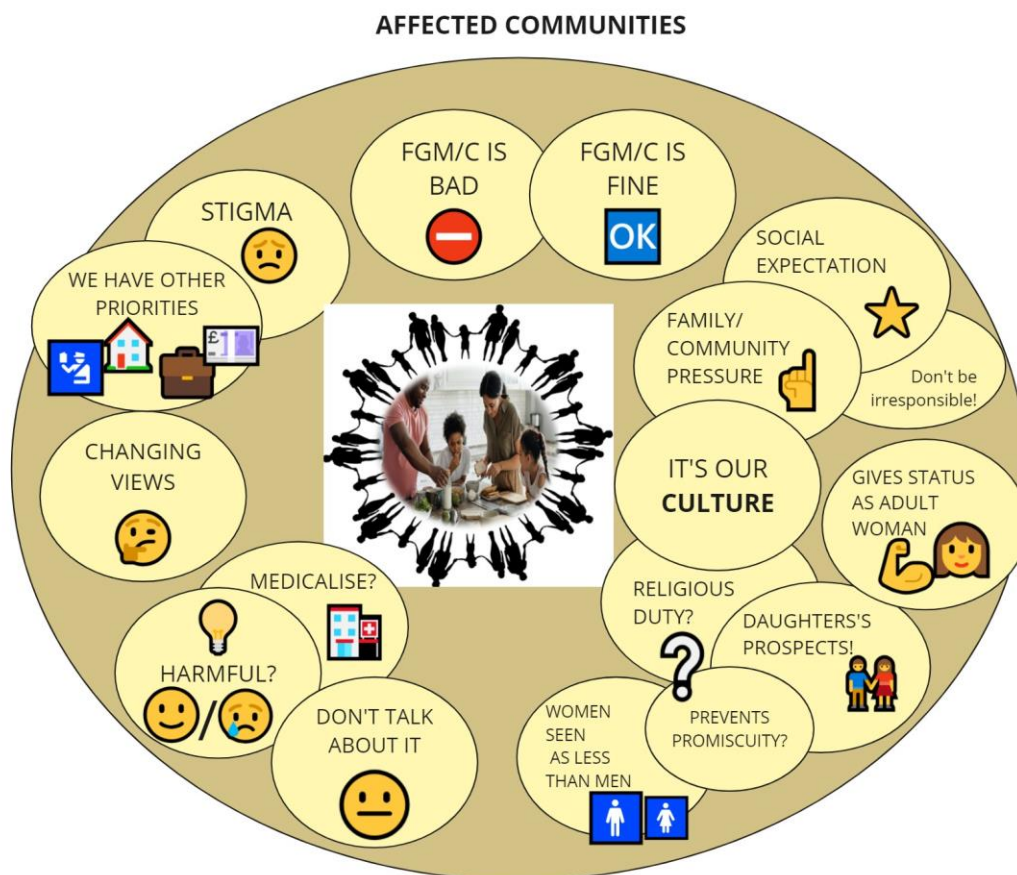 AFFECTED COMMUNITIES
FGM/C IS
BAD
FGM/C IS
FINE
OK
STIGMA
WE HAVE OTHER
PRIORITIES
£
CHANGING
VIEWS
MEDICALISE?
HARMFUL?
/
DON'T TALK
ABOUT IT
SOCIAL
EXPECTATION
FAMILY/
COMMUNITY
PRESSURE
Don't be
irresponsible!
IT'S OUR
CULTURE
GIVES STATUS
AS ADULT
WOMAN
RELIGIOUS
DUTY?
DAUGHTERS'S
PROSPECTS!
PREVENTS
PROMISCUITY?
WOMEN
SEEN
AS LESS
THAN MEN